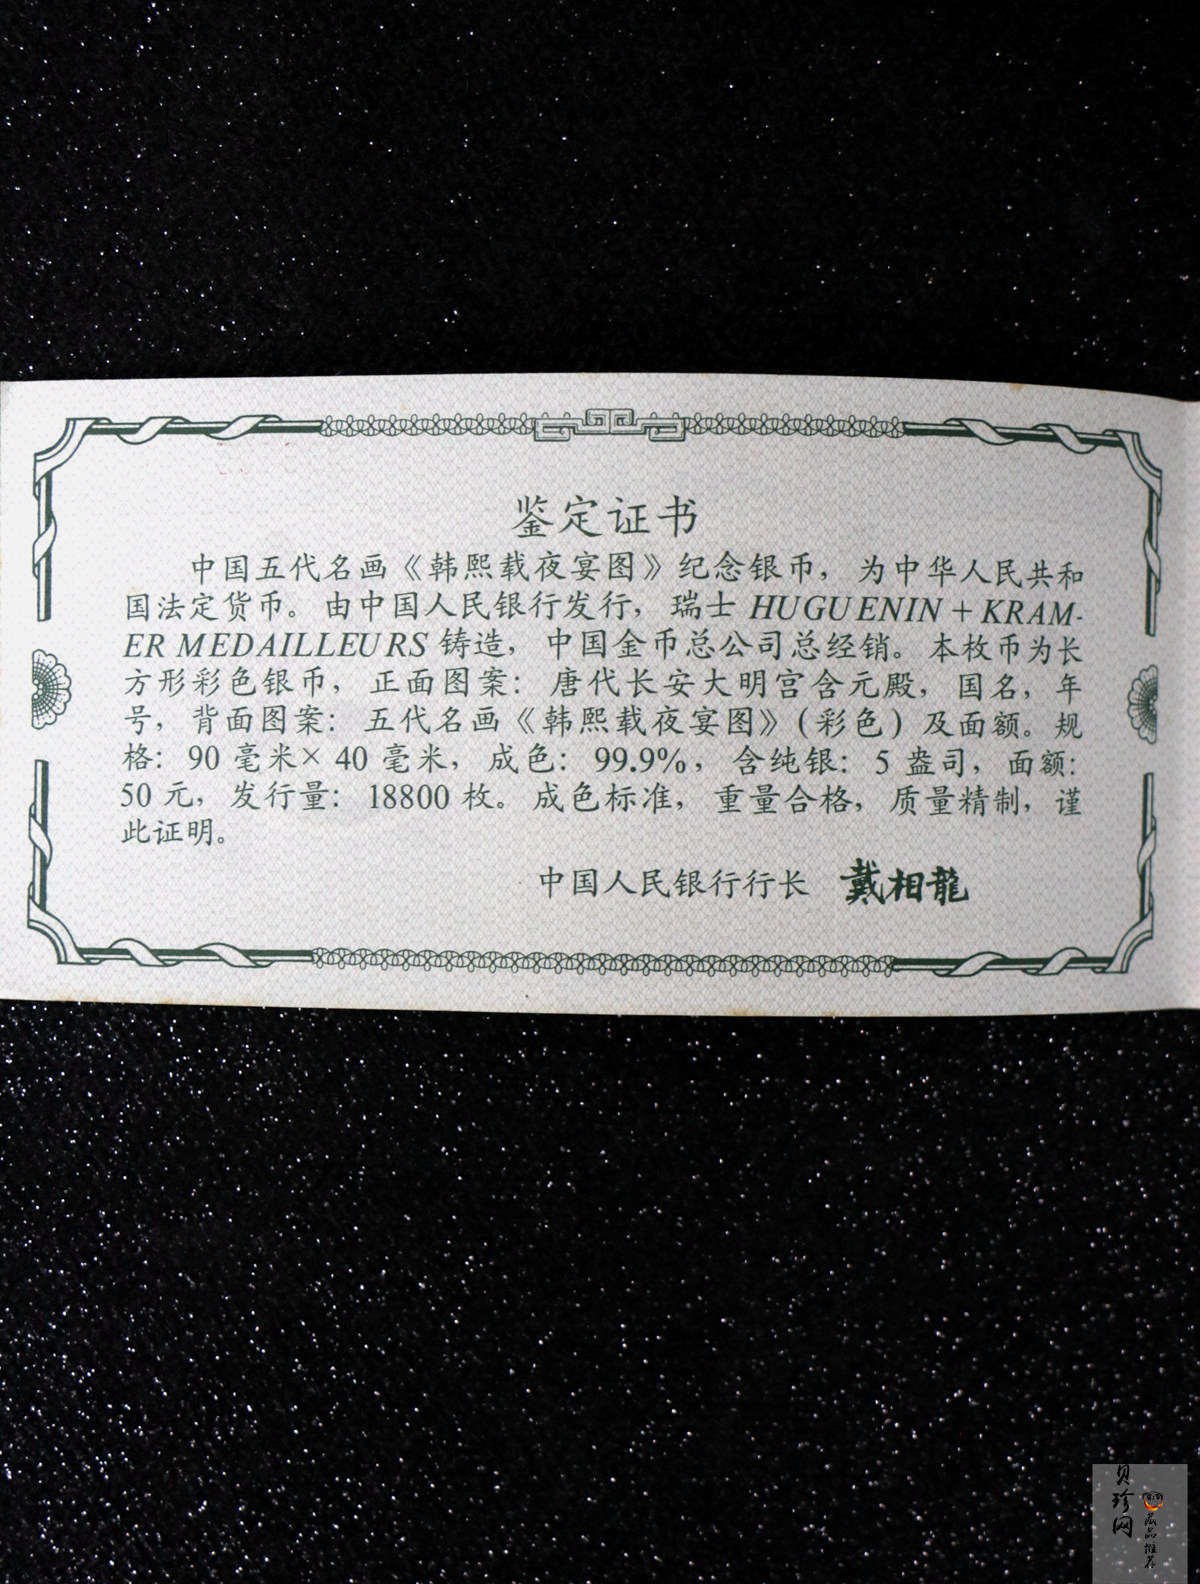 鉴定证书
中国五代名画《韩熙载夜宴图》纪念银币，为中华人民共和
国法定货币。由中国人民银行发行，瑞士 HUGUENIN + KRAM-
ER MEDAILLEURS 铸造，中国金币总公司总经销。本枚币为长
方形彩色银币，正面图案：唐代长安大明宫含元殿，国名，年
号，背面图案：五代名画《韩熙载夜宴图》(彩色) 及面额。规
格：90 毫米× 40 毫米，成色：99.9%，含纯银：5 盎司，面额：
50 元，发行量：18800 枚。成色标准，重量合格，质量精制，谨
此证明。
中国人民银行行长 戴相龍
贝珍网
藏品推荐